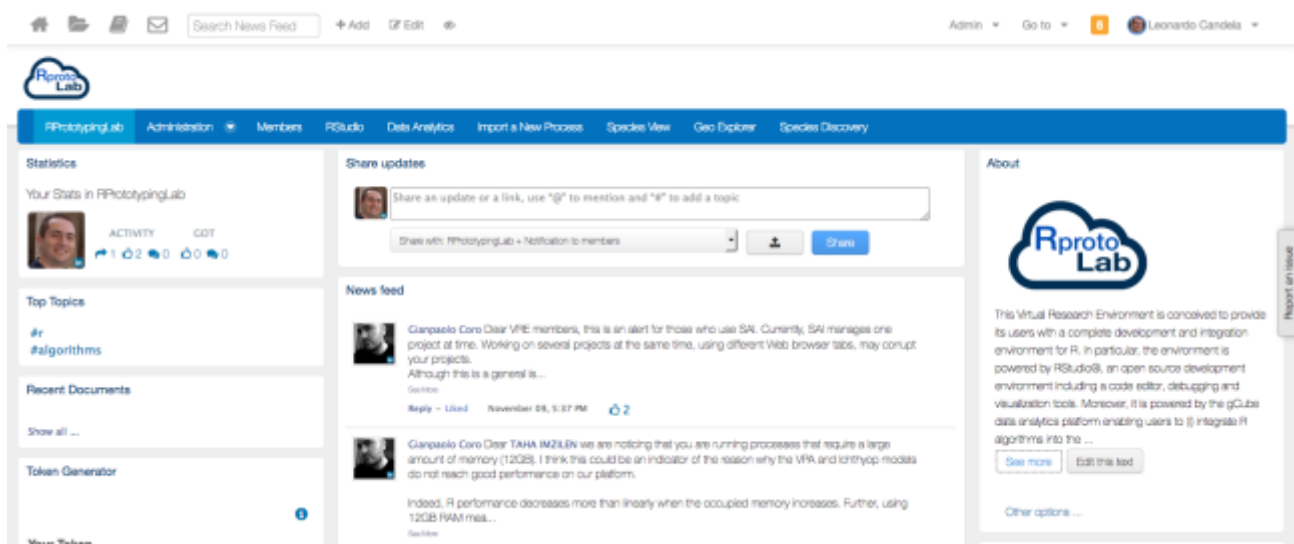 Search News Feed
Add
Edit
Admin
Go to
6
Leonardo Candela
Rproto
Lab
RPrototypingLab
Administration
Members
RStudio
Data Analytics
Import a New Process
Species View
Geo Explorer
Species Discovery
Statistics
Your Stats in RPrototypingLab
ACTIVITY GOT
1 2 0 0 0
Top Topics
#r
#algorithms
Recent Documents
Show all ...
Token Generator
Your Token
Share updates
Share an update or a link, use "@" to mention and "#" to add a topic
Share with: RPrototypingLab + Notification to members
Share
News feed
Gianpaolo Coro Dear VRE members, this is an alert for those who use SAI. Currently, SAI manages one
project at time. Working on several projects at the same time, using different Web browser tabs, may corrupt
your projects.
Although this is a general is...
See More
Reply - Liked November 09, 5:37 PM 2
Gianpaolo Coro Dear TAHA IMZILEN we are noticing that you are running processes that require a large
amount of memory (12GB). I think this could be an indicator of the reason why the VPA and Ichthyop models
do not reach good performance on our platform.
Indeed, R performance decreases more than linearly when the occupied memory increases. Further, using
12GB RAM mea...
See More
About
Rproto
Lab
This Virtual Research Environment is conceived to provide
its users with a complete development and integration
environment for R. In particular, the environment is
powered by RStudio®, an open source development
environment including a code editor, debugging and
visualization tools. Moreover, it is powered by the gCube
data analytics platform enabling users to (i) integrate R
algorithms into the ...
See more
Edit this text
Other options ...
Report an issue